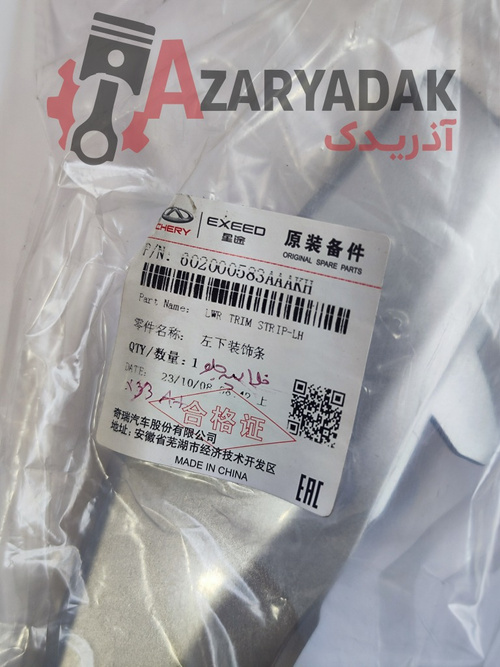 AZARYADAK
آذریدک
CHERY
EXEED
星途
原装备件
ORIGINAL SPARE PARTS
P/N: 602000583AAAKH
Part Name: LWR TRIM STRIP-LH
零件名称: 左下装饰条
QTY/数量: 1
DATE: 23/10/08
合格证
奇瑞汽车股份有限公司
地址: 安徽省芜湖市经济技术开发区
MADE IN CHINA
EAC